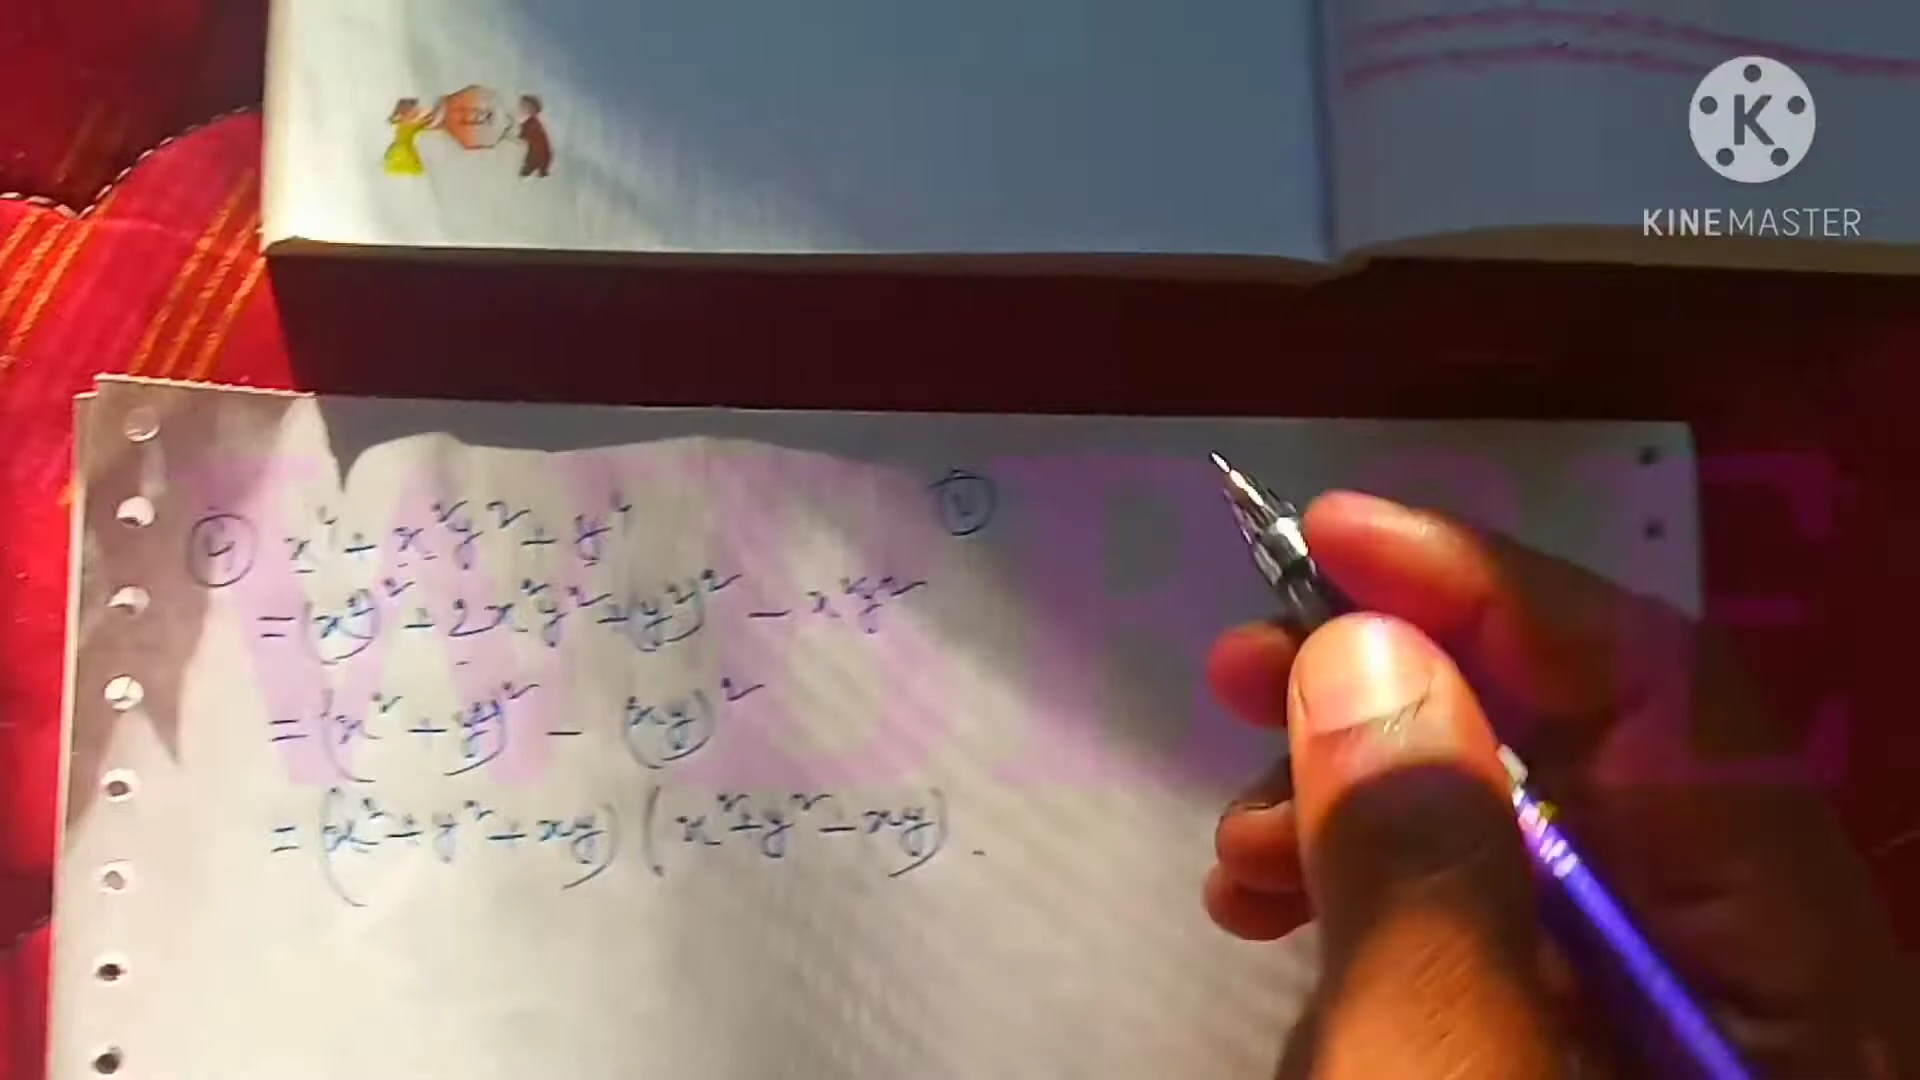 K
KINEMASTER
WBBSE
④ x⁴ + x²y² + y⁴
= (x²)² + 2x²y² + (y²)² - x²y²
= (x² + y²)² - (xy)²
= (x² + y² + xy) (x² + y² - xy).